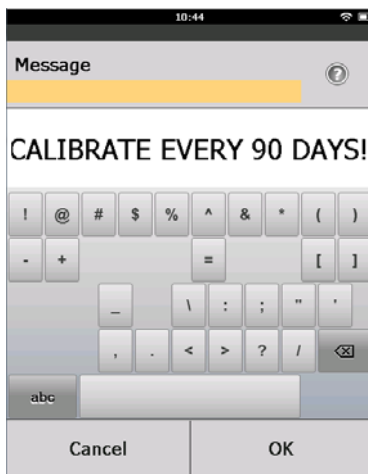 10:44
Message
?
CALIBRATE EVERY 90 DAYS!
! @ # $ % ^ & * ( )
- + = [ ]
_ \ : ; " '
, . < > ? /
abc
Cancel OK